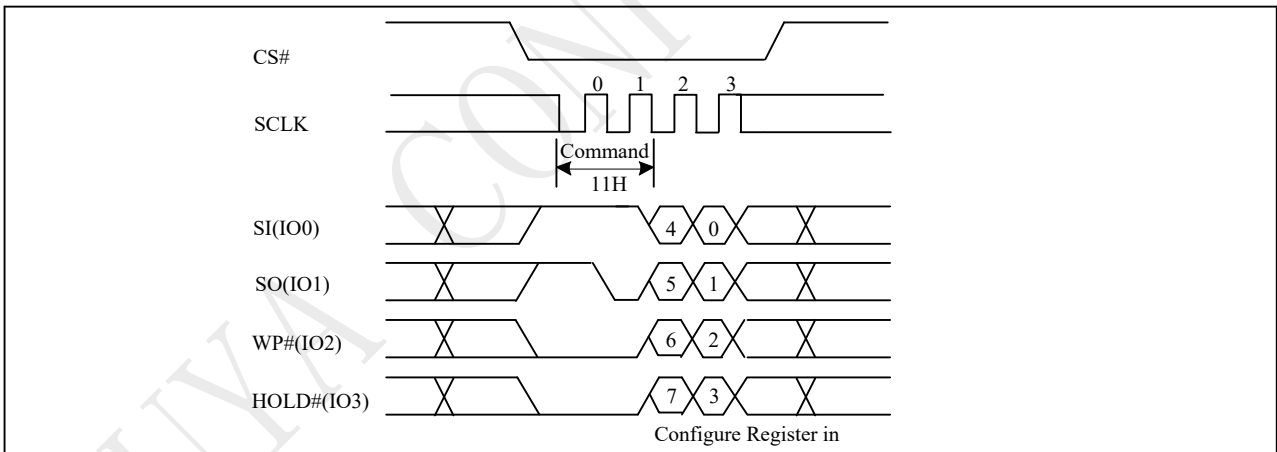 CS#
0 1 2 3
SCLK
Command
11H
SI(IO0) 4 0
SO(IO1) 5 1
WP#(IO2) 6 2
HOLD#(IO3) 7 3
Configure Register in